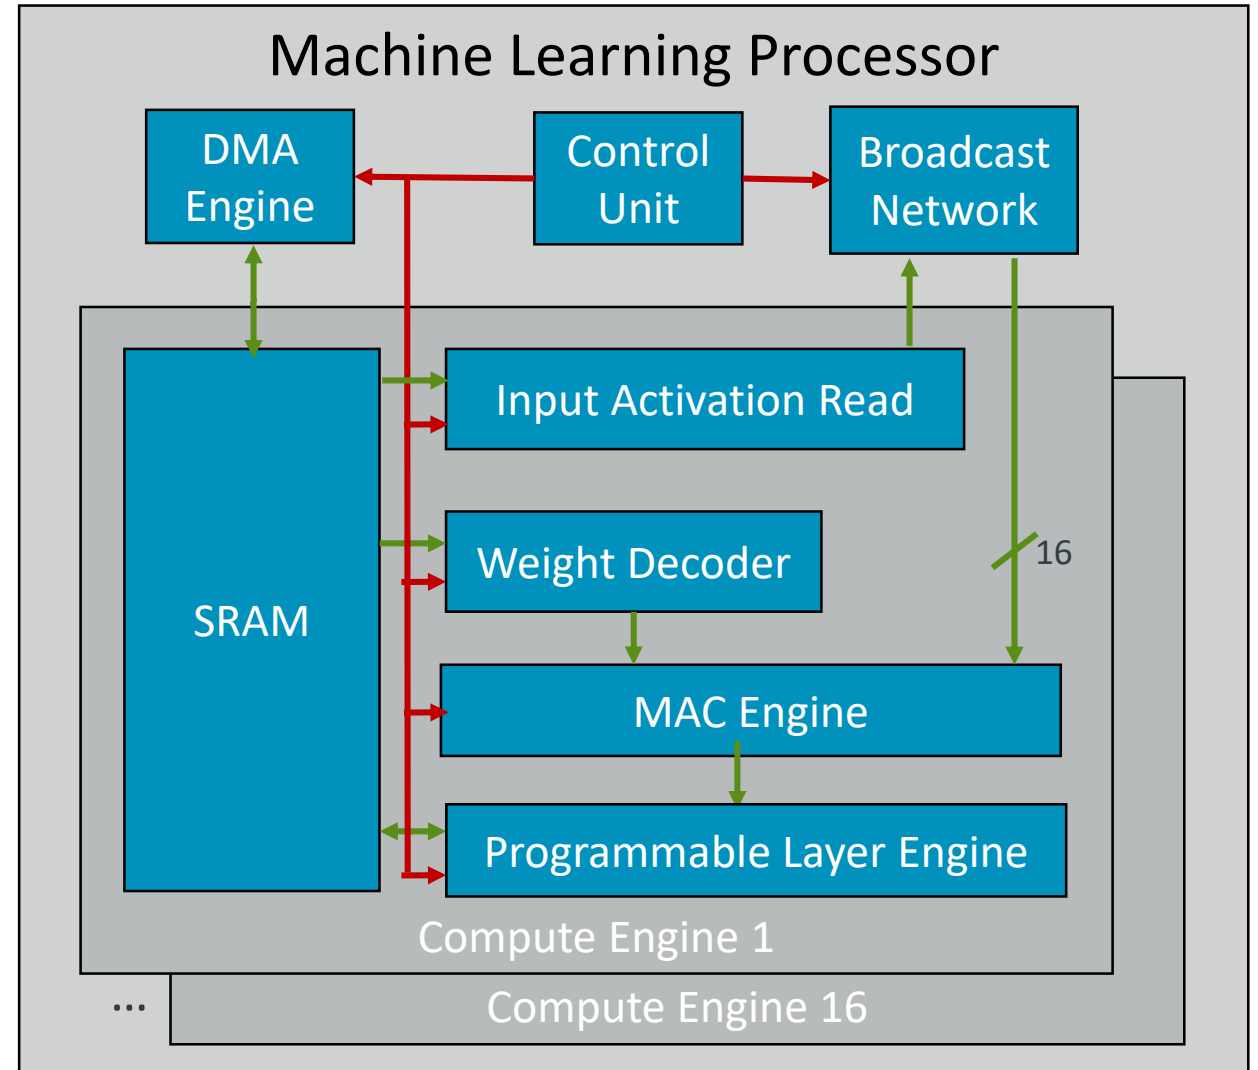 Machine Learning Processor
DMA
Engine
Control
Unit
Broadcast
Network
Input Activation Read
16
Weight Decoder
SRAM
MAC Engine
Programmable Layer Engine
Compute Engine 1
...
Compute Engine 16